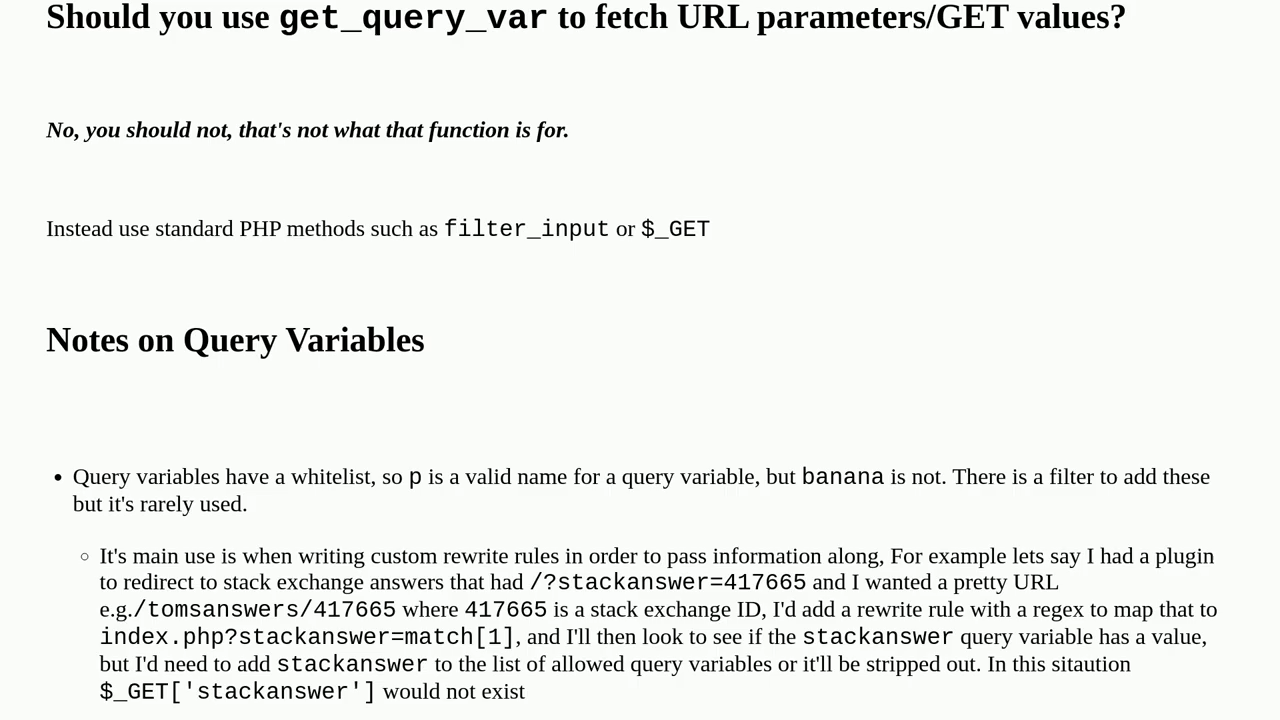 Should you use get_query_var to fetch URL parameters/GET values?
No, you should not, that's not what that function is for.
Instead use standard PHP methods such as filter_input or $_GET
Notes on Query Variables
• Query variables have a whitelist, so p is a valid name for a query variable, but banana is not. There is a filter to add these
but it's rarely used.
○ It's main use is when writing custom rewrite rules in order to pass information along, For example lets say I had a plugin
to redirect to stack exchange answers that had /?stackanswer=417665 and I wanted a pretty URL
e.g./tomsanswers/417665 where 417665 is a stack exchange ID, I'd add a rewrite rule with a regex to map that to
index.php?stackanswer=match[1], and I'll then look to see if the stackanswer query variable has a value,
but I'd need to add stackanswer to the list of allowed query variables or it'll be stripped out. In this sitaution
$_GET['stackanswer'] would not exist